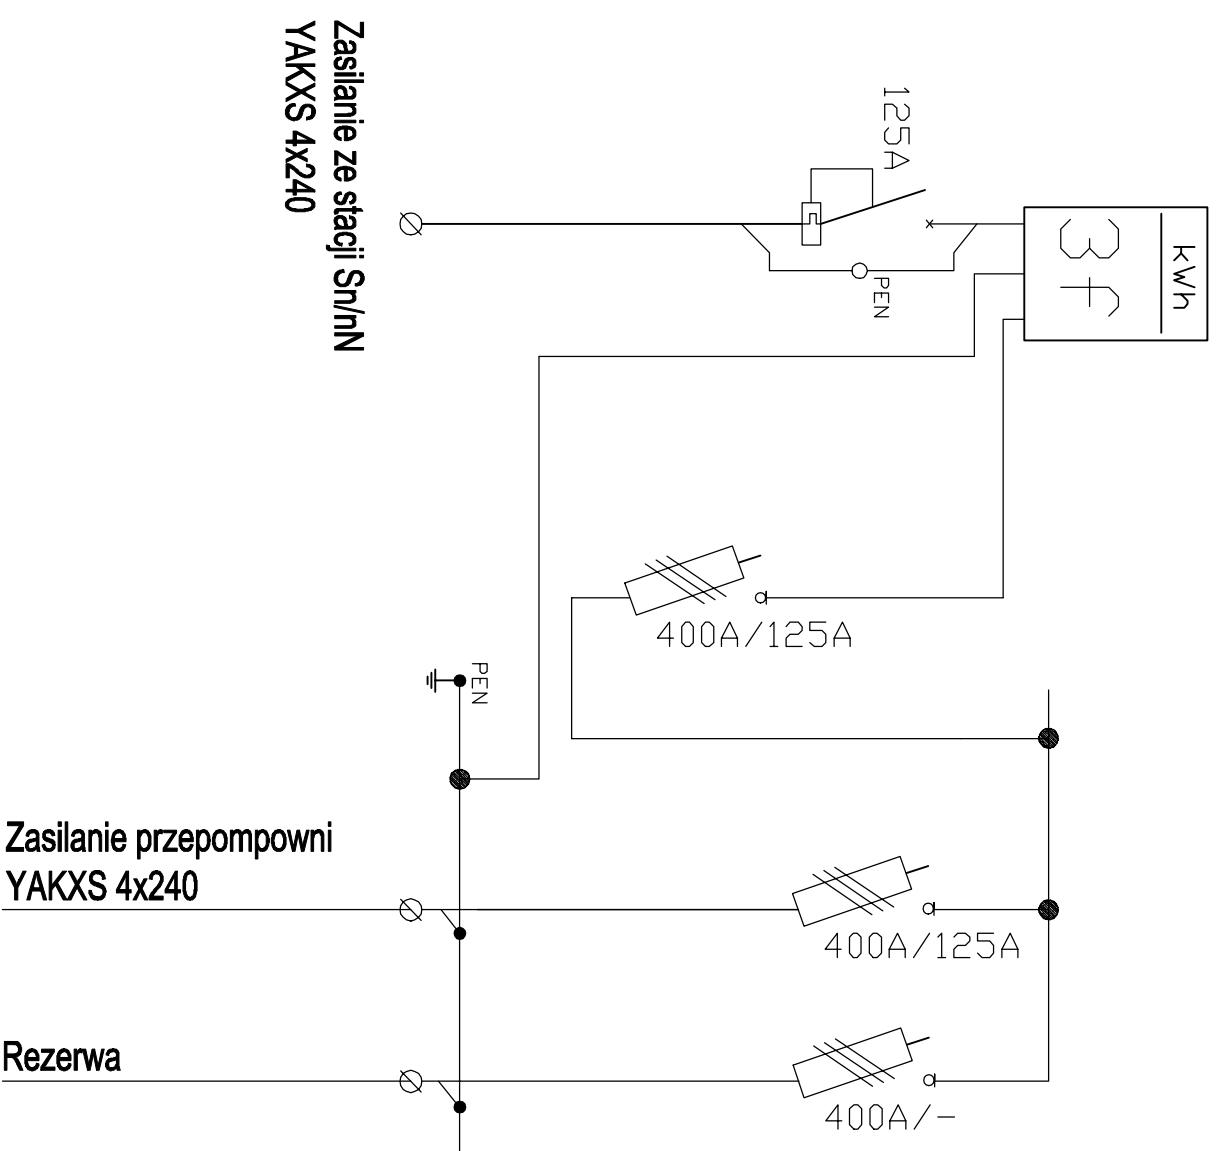 Zasilanie ze stacji Sn/nN
YAKXS 4x240
125A
PEN
kWh
3f
400A/125A
PEN
Zasilanie przepompowni
YAKXS 4x240
400A/125A
Rezerwa
400A/-